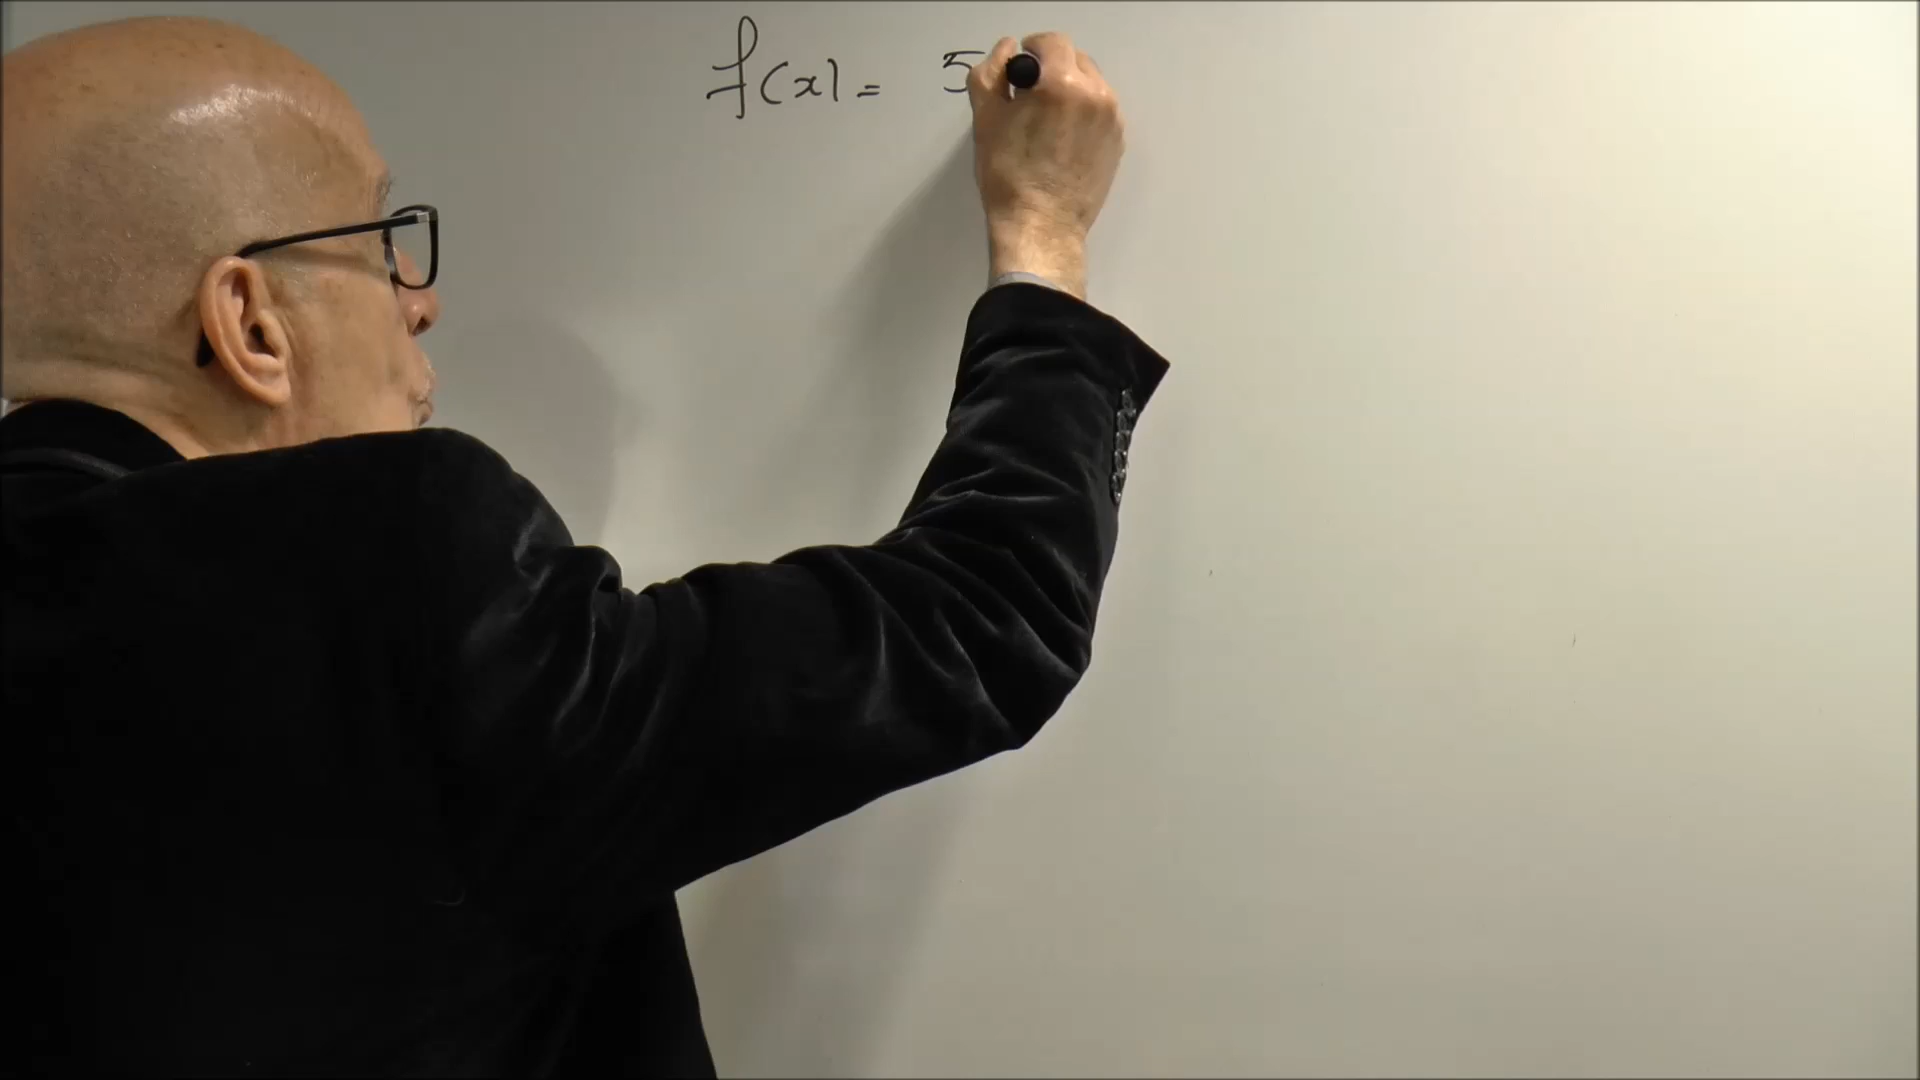 f(x) = 5